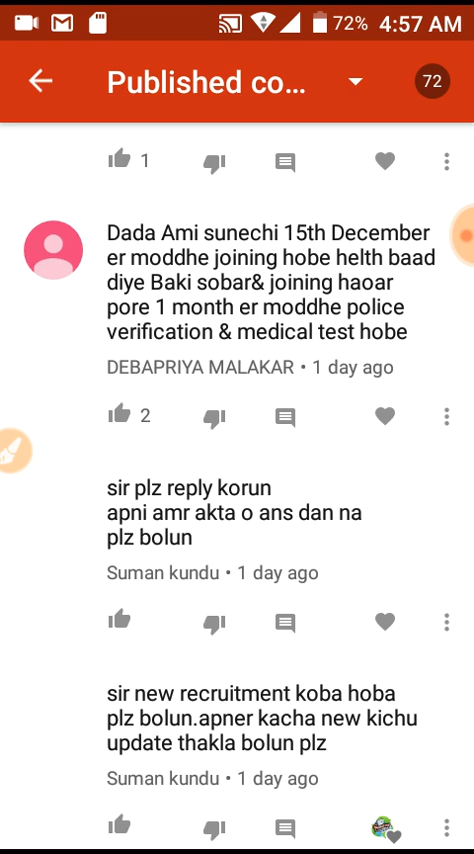 72% 4:57 AM
Published co... 72
1
Dada Ami sunechi 15th December
er moddhe joining hobe helth baad
diye Baki sobar& joining haoar
pore 1 month er moddhe police
verification & medical test hobe
DEBAPRIYA MALAKAR • 1 day ago
2
sir plz reply korun
apni amr akta o ans dan na
plz bolun
Suman kundu • 1 day ago
sir new recruitment koba hoba
plz bolun.apner kacha new kichu
update thakla bolun plz
Suman kundu • 1 day ago